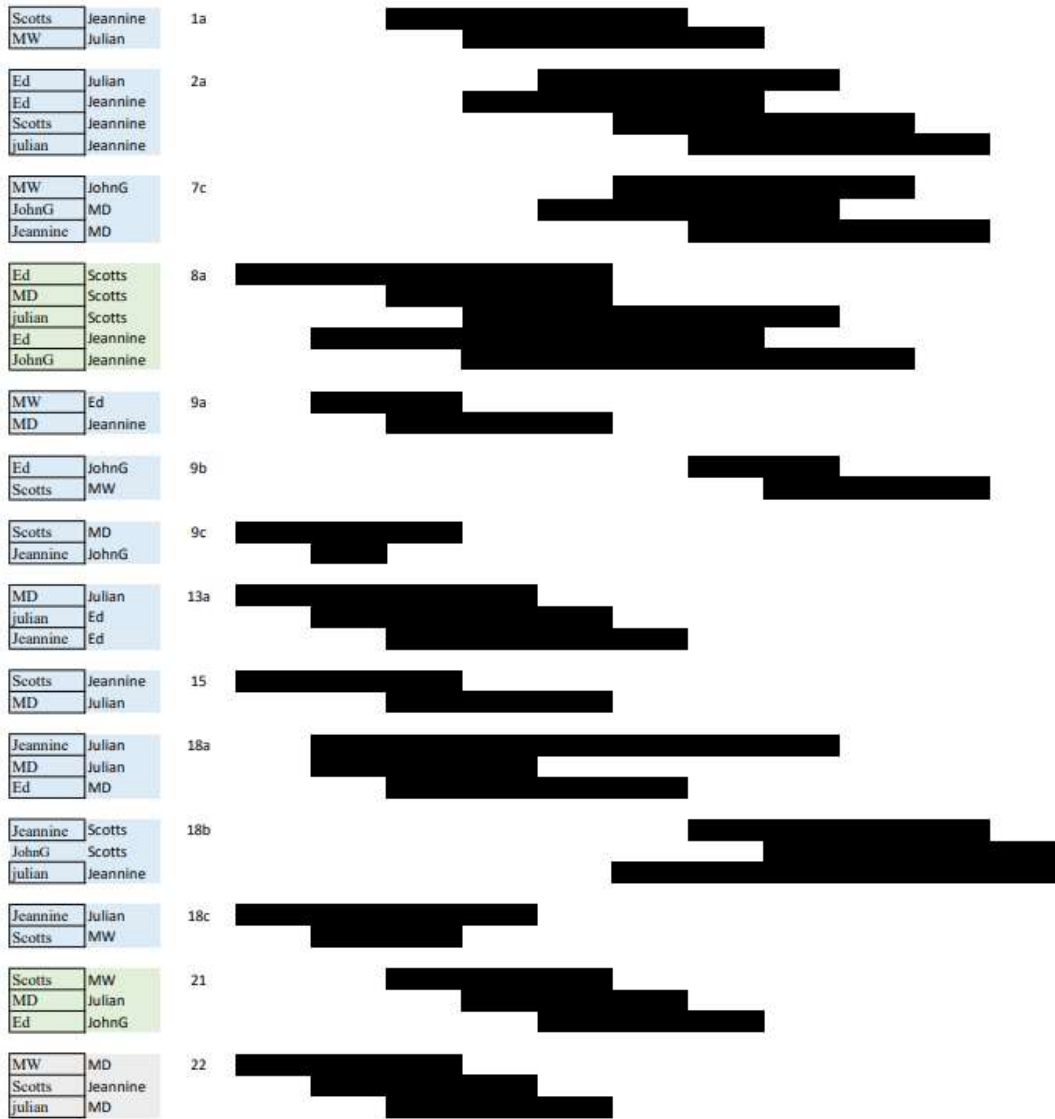 Scotts Jeannine 1a
MW Julian
Ed Julian 2a
Ed Jeannine
Scotts Jeannine
julian Jeannine
MW JohnG 7c
JohnG MD
Jeannine MD
Ed Scotts 8a
MD Scotts
julian Scotts
Ed Jeannine
JohnG Jeannine
MW Ed 9a
MD Jeannine
Ed JohnG 9b
Scotts MW
Scotts MD 9c
Jeannine JohnG
MD Julian 13a
julian Ed
Jeannine Ed
Scotts Jeannine 15
MD Julian
Jeannine Julian 18a
MD Julian
Ed MD
Jeannine Scotts 18b
JohnG Scotts
julian Jeannine
Jeannine Julian 18c
Scotts MW
Scotts MW 21
MD Julian
Ed JohnG
MW MD 22
Scotts Jeannine
julian MD